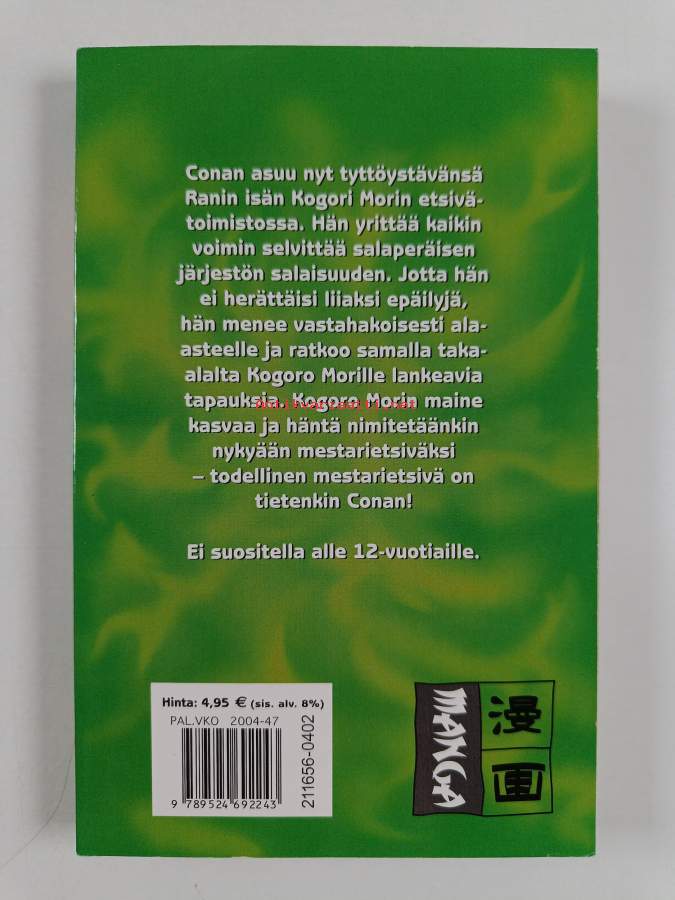 Conan asuu nyt tyttöystävänsä
Ranin isän Kogori Morin etsivä-
toimistossa. Hän yrittää kaikin
voimin selvittää salaperäisen
järjestön salaisuuden. Jotta hän
ei herättäisi liiaksi epäilyjä,
hän menee vastahakoisesti ala-
asteelle ja ratkoo samalla taka-
alalta Kogoro Morille lankeavia
tapauksia. Kogoro Morin maine
Antikvariaatti.net
kasvaa ja häntä nimitetäänkin
nykyään mestarietsiväksi
– todellinen mestarietsivä on
tietenkin Conan!
Ei suositella alle 12-vuotiaille.
Hinta: 4,95 € (sis. alv. 8%)
PAL.VKO 2004-47
211656-0402
9 789524 692243
MANGA
漫
画